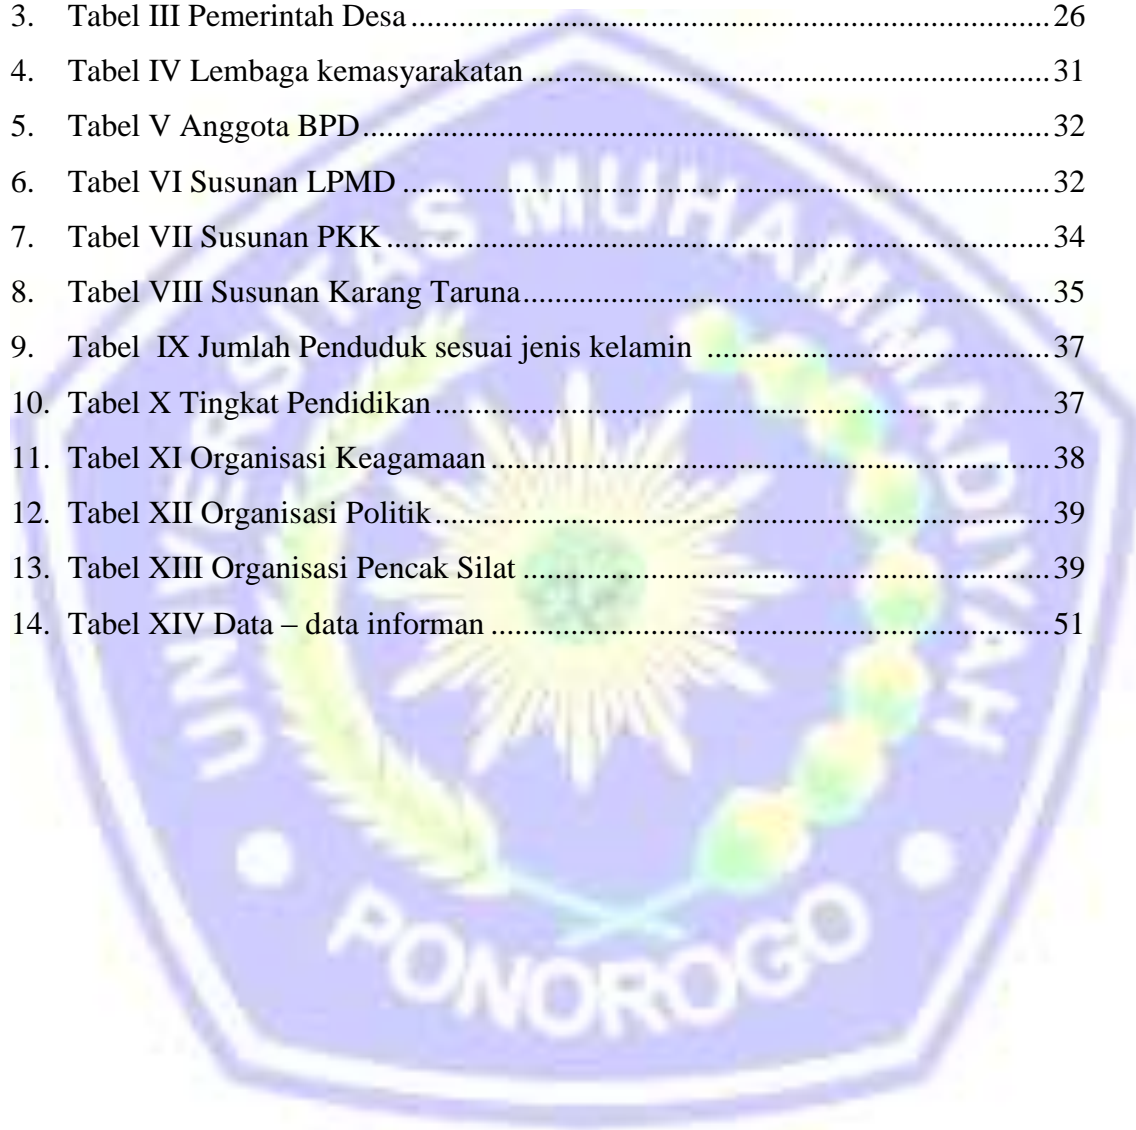 3. Tabel III Pemerintah Desa ................................................................................ 26
4. Tabel IV Lembaga kemasyarakatan ................................................................. 31
5. Tabel V Anggota BPD ...................................................................................... 32
6. Tabel VI Susunan LPMD ................................................................................. 32
7. Tabel VII Susunan PKK ................................................................................... 34
8. Tabel VIII Susunan Karang Taruna .................................................................. 35
9. Tabel  IX Jumlah Penduduk sesuai jenis kelamin ........................................... 37
10. Tabel X Tingkat Pendidikan ............................................................................. 37
11. Tabel XI Organisasi Keagamaan ...................................................................... 38
12. Tabel XII Organisasi Politik ............................................................................. 39
13. Tabel XIII Organisasi Pencak Silat .................................................................. 39
14. Tabel XIV Data – data informan ...................................................................... 51
UNIVERSITAS MUHAMMADIYAH
PONOROGO